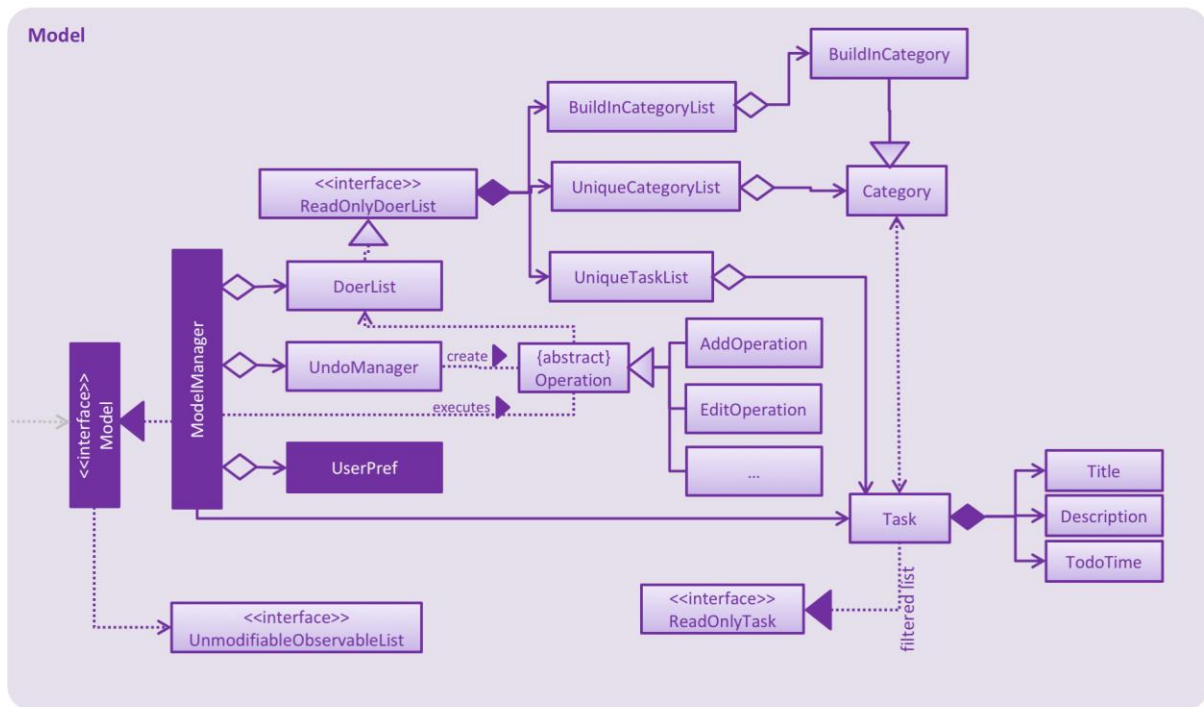 Model
BuildInCategory
BuildInCategoryList
<<interface>>
ReadOnlyDoerList
UniqueCategoryList
Category
DoerList
UniqueTaskList
<<interface>>
Model
ModelManager
UndoManager
create
{abstract}
Operation
AddOperation
executes
EditOperation
UserPref
...
Task
Title
Description
TodoTime
<<interface>>
UnmodifiableObservableList
<<interface>>
ReadOnlyTask
filtered list